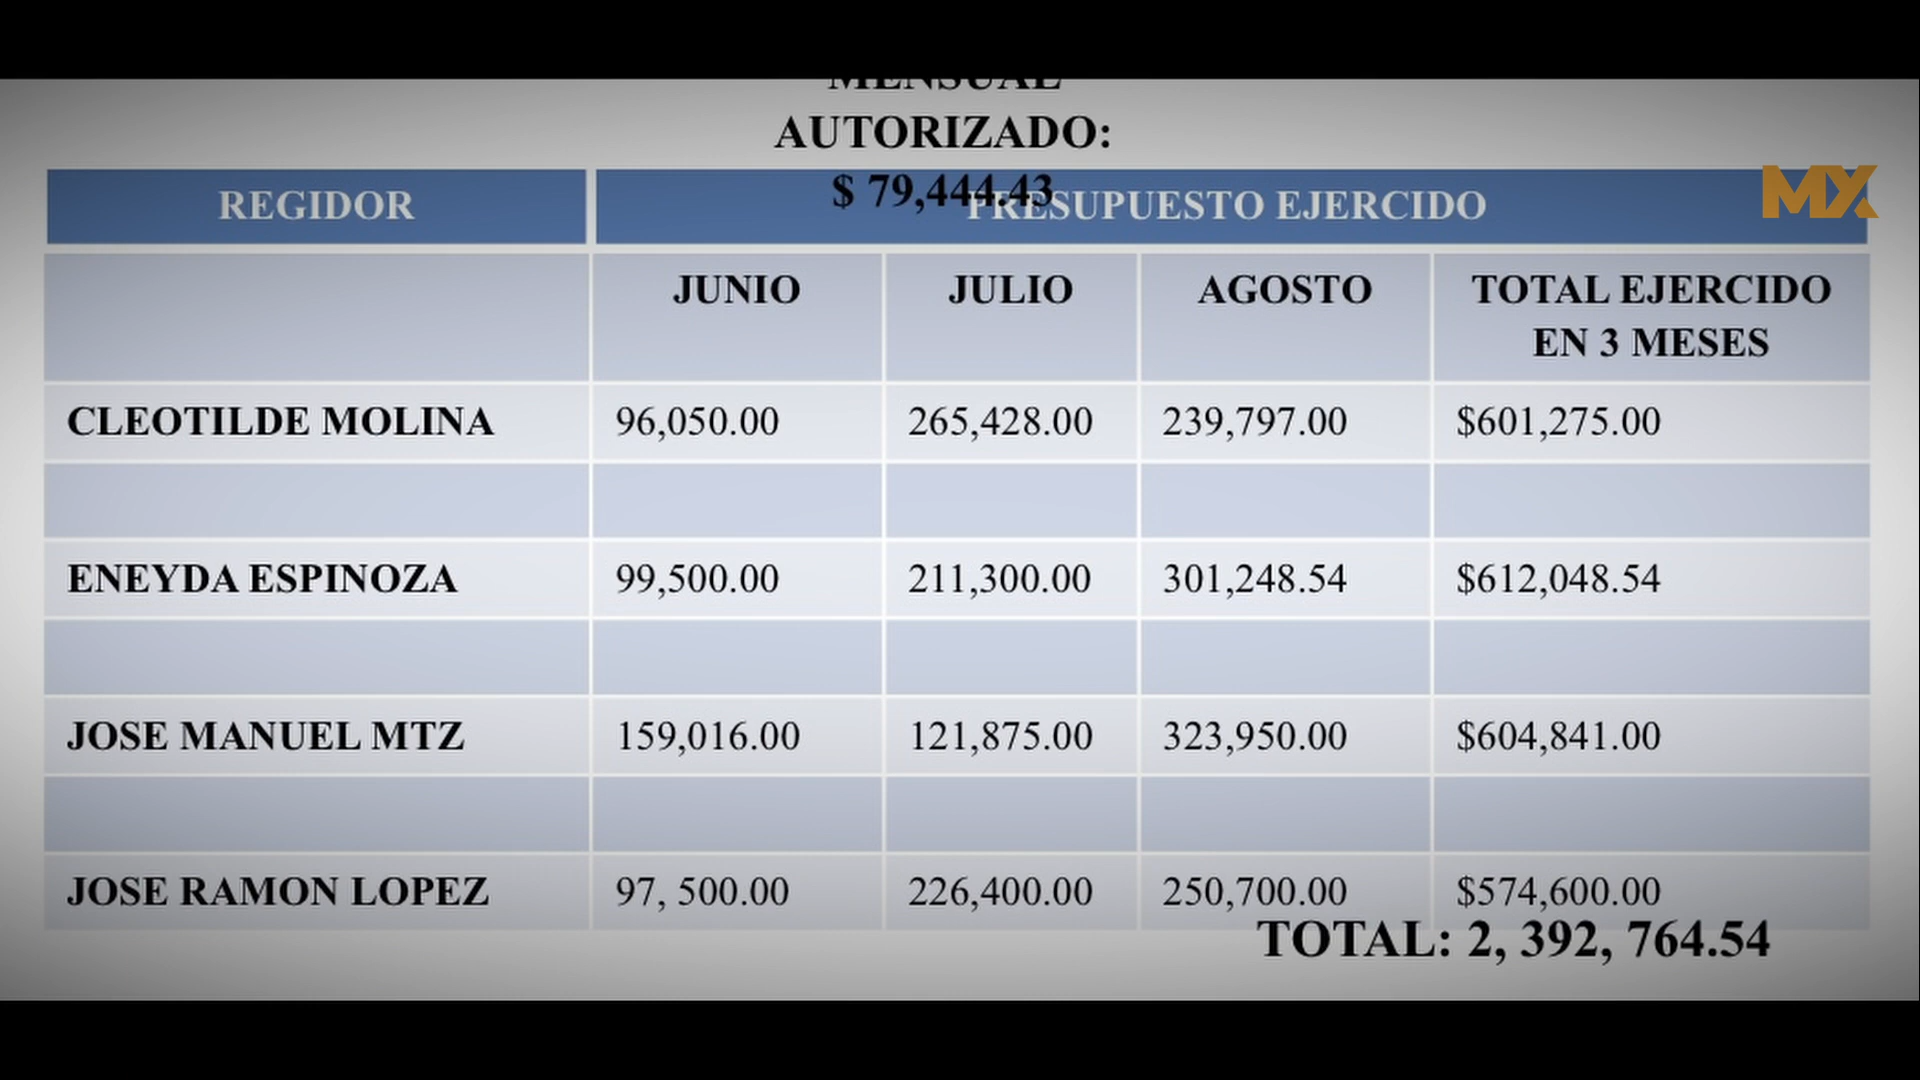 MENSUAL
AUTORIZADO:
$ 79,444.43
REGIDOR PRESUPUESTO EJERCIDO
MX
JUNIO JULIO AGOSTO TOTAL EJERCIDO
EN 3 MESES
CLEOTILDE MOLINA 96,050.00 265,428.00 239,797.00 $601,275.00
ENEYDA ESPINOZA 99,500.00 211,300.00 301,248.54 $612,048.54
JOSE MANUEL MTZ 159,016.00 121,875.00 323,950.00 $604,841.00
JOSE RAMON LOPEZ 97, 500.00 226,400.00 250,700.00 $574,600.00
TOTAL: 2, 392, 764.54